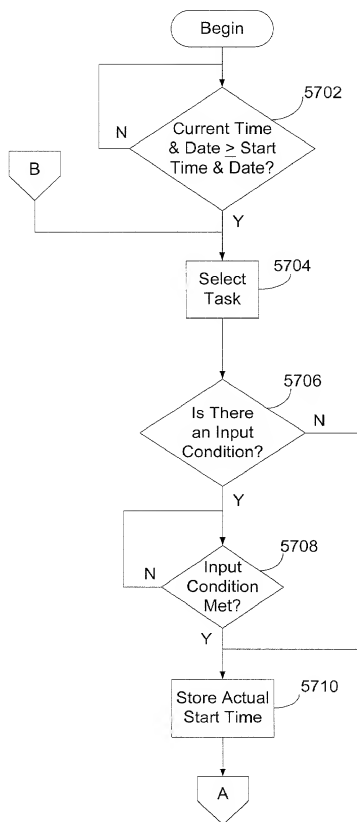 Begin
5702
N
Current Time
& Date ≥ Start
Time & Date?
B
Y
5704
Select
Task
5706
Is There
an Input
Condition?
N
Y
5708
Input
Condition
Met?
N
Y
5710
Store Actual
Start Time
A